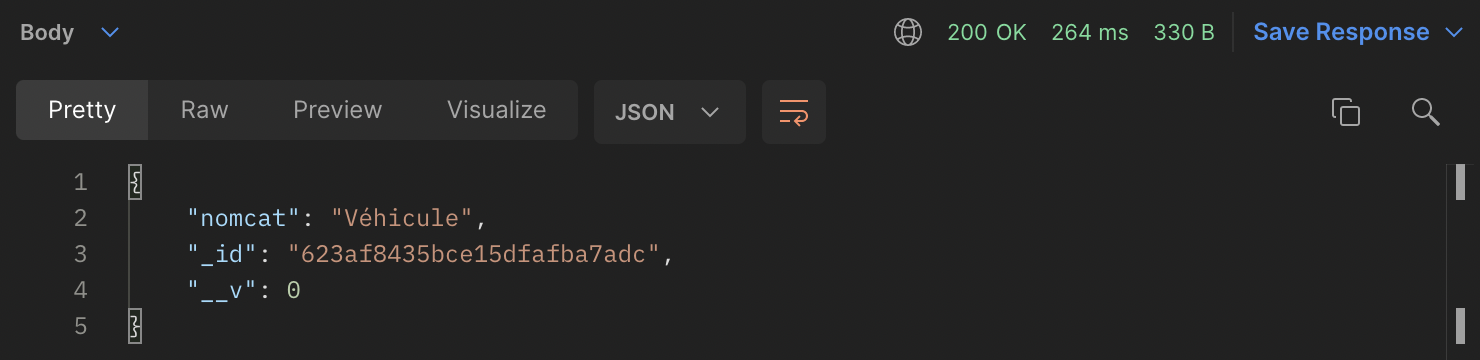 Body 200 OK 264 ms 330 B Save Response
Pretty Raw Preview Visualize JSON
1 {
2 "nomcat": "Véhicule",
3 "_id": "623af8435bce15dfafba7adc",
4 "__v": 0
5 }